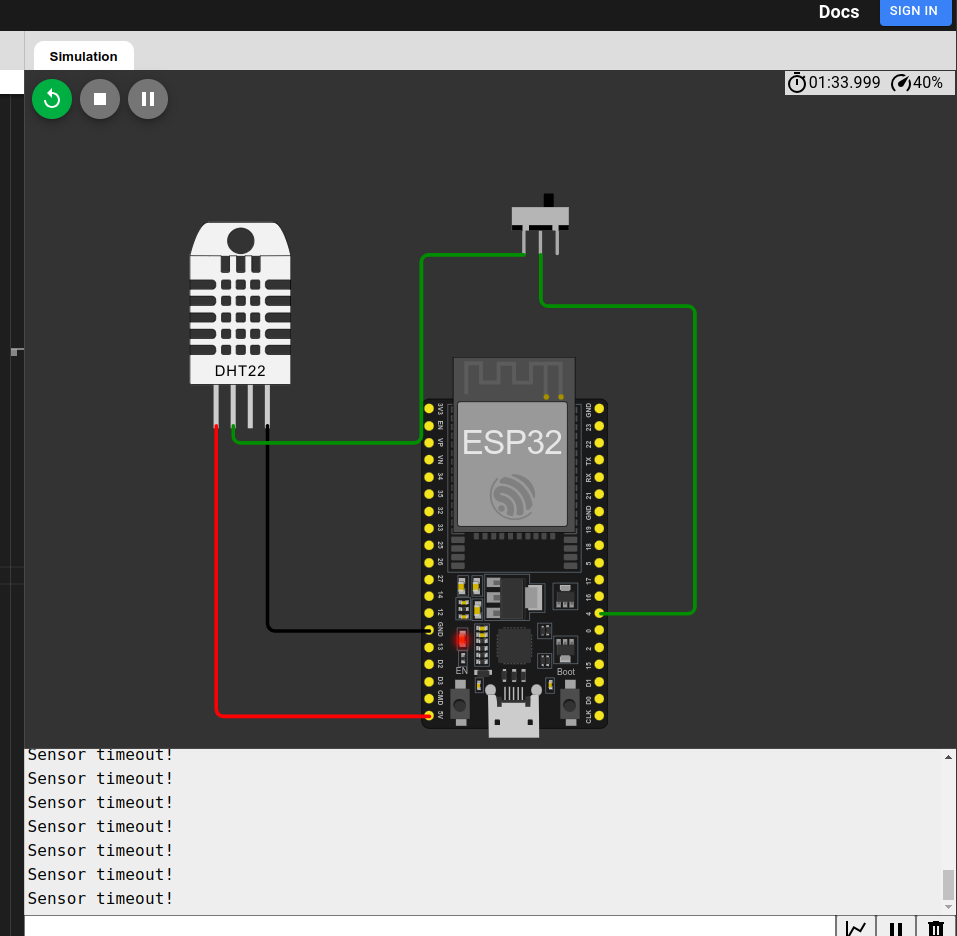 Docs
SIGN IN
Simulation
01:33.999
40%
DHT22
ESP32
3V3
EN
VP
VN
34
35
32
33
25
26
27
14
12
GND
13
D2
D3
CMD
5V
GND
23
22
TX
RX
21
GND
19
18
5
17
16
4
0
2
15
D1
D0
CLK
EN
Boot
Sensor timeout!
Sensor timeout!
Sensor timeout!
Sensor timeout!
Sensor timeout!
Sensor timeout!
Sensor timeout!